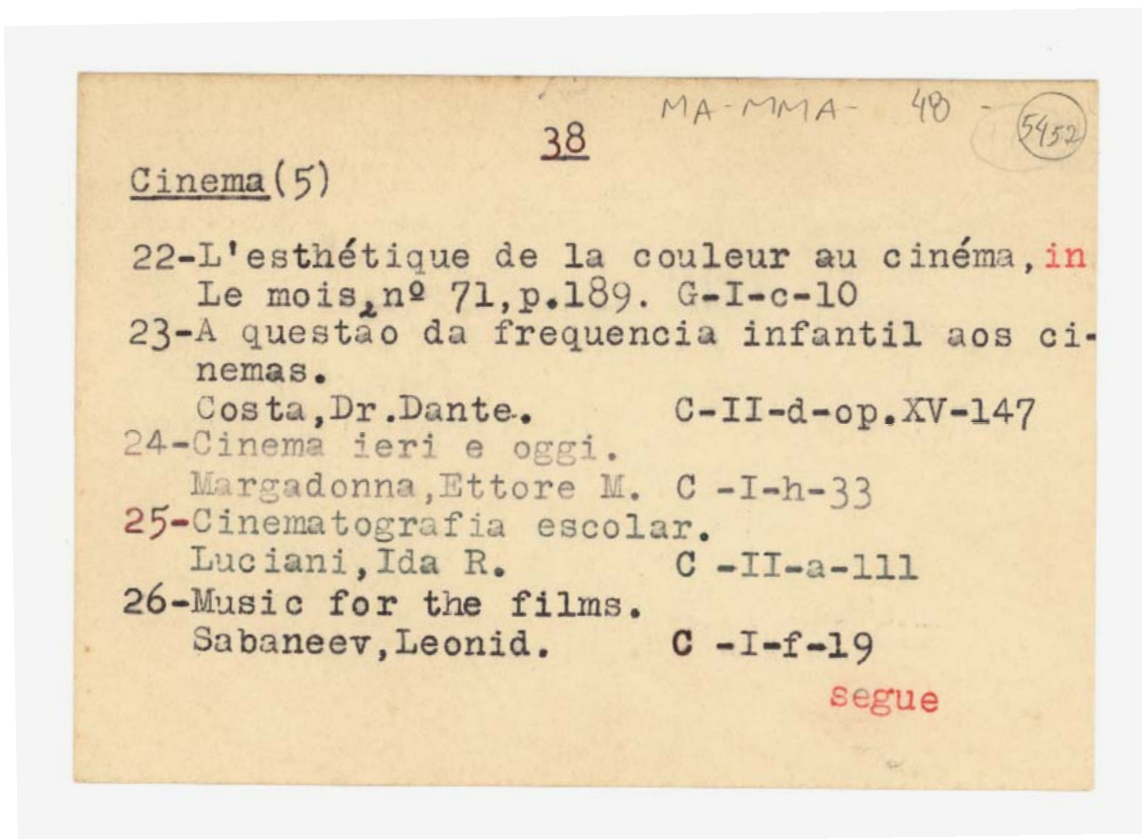 MA-MMA- 48 -
5452
38
Cinema(5)
22-L'esthétique de la couleur au cinéma, in
Le mois, nº 71,p.189. G-I-c-10
23-A questão da frequencia infantil aos ci-
nemas.
Costa,Dr.Dante. C-II-d-op.XV-147
24-Cinema ieri e oggi.
Margadonna,Ettore M. C -I-h-33
25-Cinematografia escolar.
Luciani,Ida R. C -II-a-111
26-Music for the films.
Sabaneev,Leonid. C -I-f-19
segue